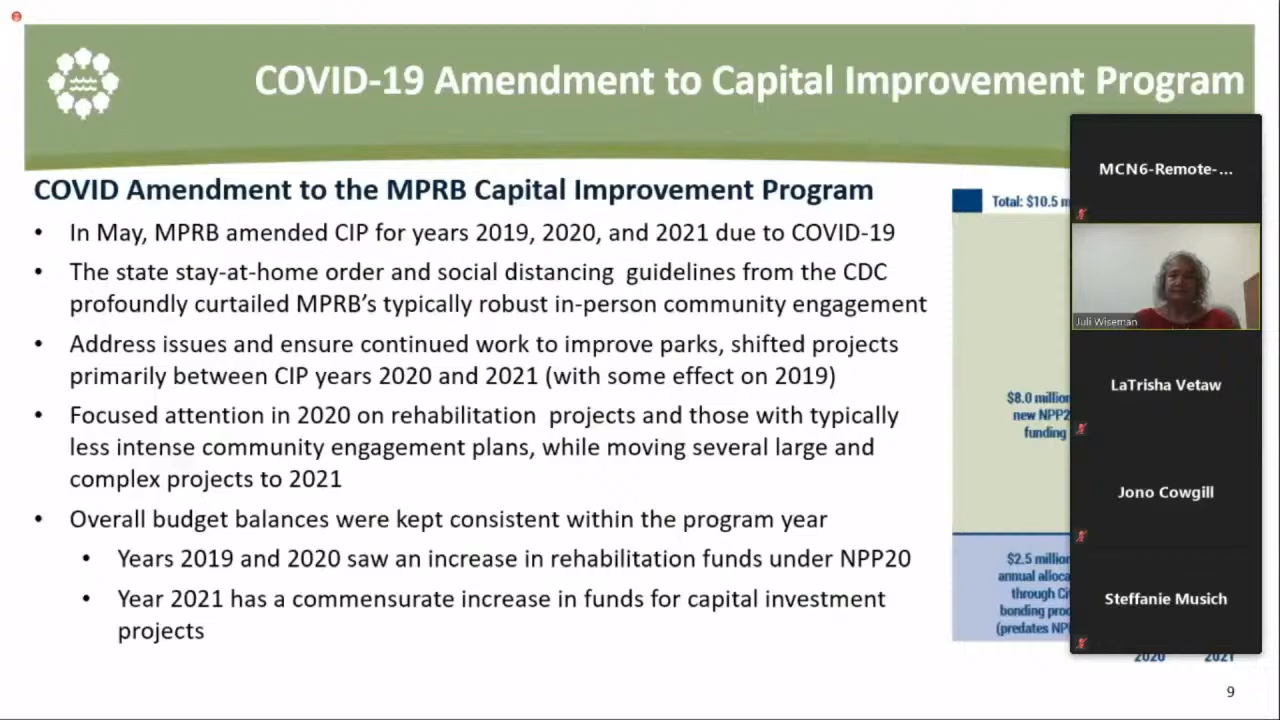 COVID-19 Amendment to Capital Improvement Program
COVID Amendment to the MPRB Capital Improvement Program
• In May, MPRB amended CIP for years 2019, 2020, and 2021 due to COVID-19
• The state stay-at-home order and social distancing guidelines from the CDC
profoundly curtailed MPRB's typically robust in-person community engagement
• Address issues and ensure continued work to improve parks, shifted projects
primarily between CIP years 2020 and 2021 (with some effect on 2019)
• Focused attention in 2020 on rehabilitation projects and those with typically
less intense community engagement plans, while moving several large and
complex projects to 2021
• Overall budget balances were kept consistent within the program year
• Years 2019 and 2020 saw an increase in rehabilitation funds under NPP20
• Year 2021 has a commensurate increase in funds for capital investment
projects
Total: $10.5 m
$8.0 million
new NPP2
funding
$2.5 million
annual alloca
through Ci
bonding proc
(predates NP
2020 2021
MCN6-Remote-...
Juli Wiseman
LaTrisha Vetaw
Jono Cowgill
Steffanie Musich
9